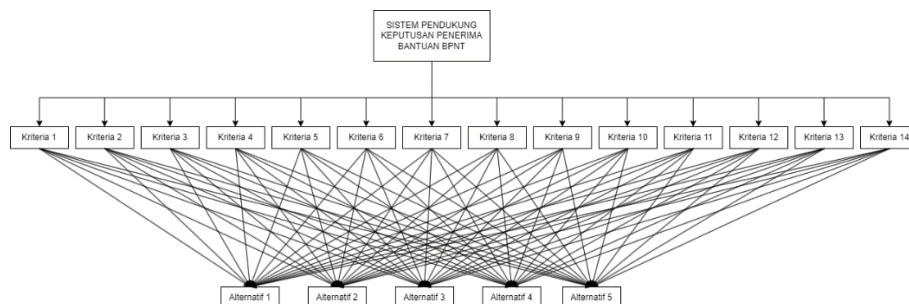 SISTEM PENDUKUNG
KEPUTUSAN PENERIMA
BANTUAN BPNT
Kriteria 1
Kriteria 2
Kriteria 3
Kriteria 4
Kriteria 5
Kriteria 6
Kriteria 7
Kriteria 8
Kriteria 9
Kriteria 10
Kriteria 11
Kriteria 12
Kriteria 13
Kriteria 14
Alternatif 1
Alternatif 2
Alternatif 3
Alternatif 4
Alternatif 5